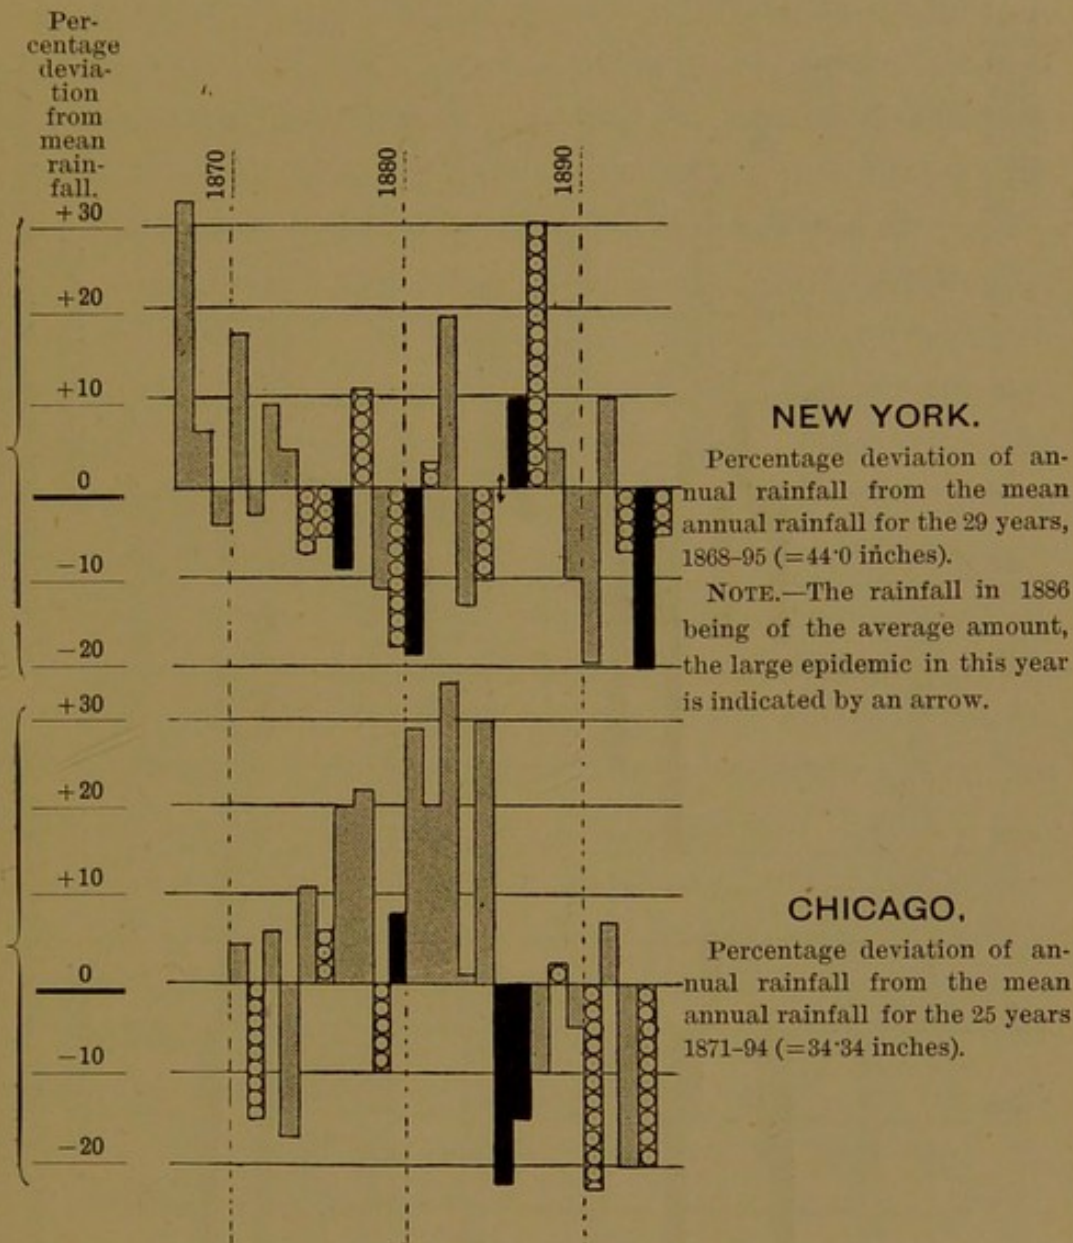 Per-
centage
devia-
tion
from
mean
rain-
fall.
1870
1880
1890
+30
+20
+10
0
−10
−20
NEW YORK.
Percentage deviation of an-
nual rainfall from the mean
annual rainfall for the 29 years,
1868–95 (=44·0 inches).
NOTE.—The rainfall in 1886
being of the average amount,
the large epidemic in this year
is indicated by an arrow.
+30
+20
+10
0
−10
−20
CHICAGO.
Percentage deviation of an-
nual rainfall from the mean
annual rainfall for the 25 years
1871–94 (=34·34 inches).